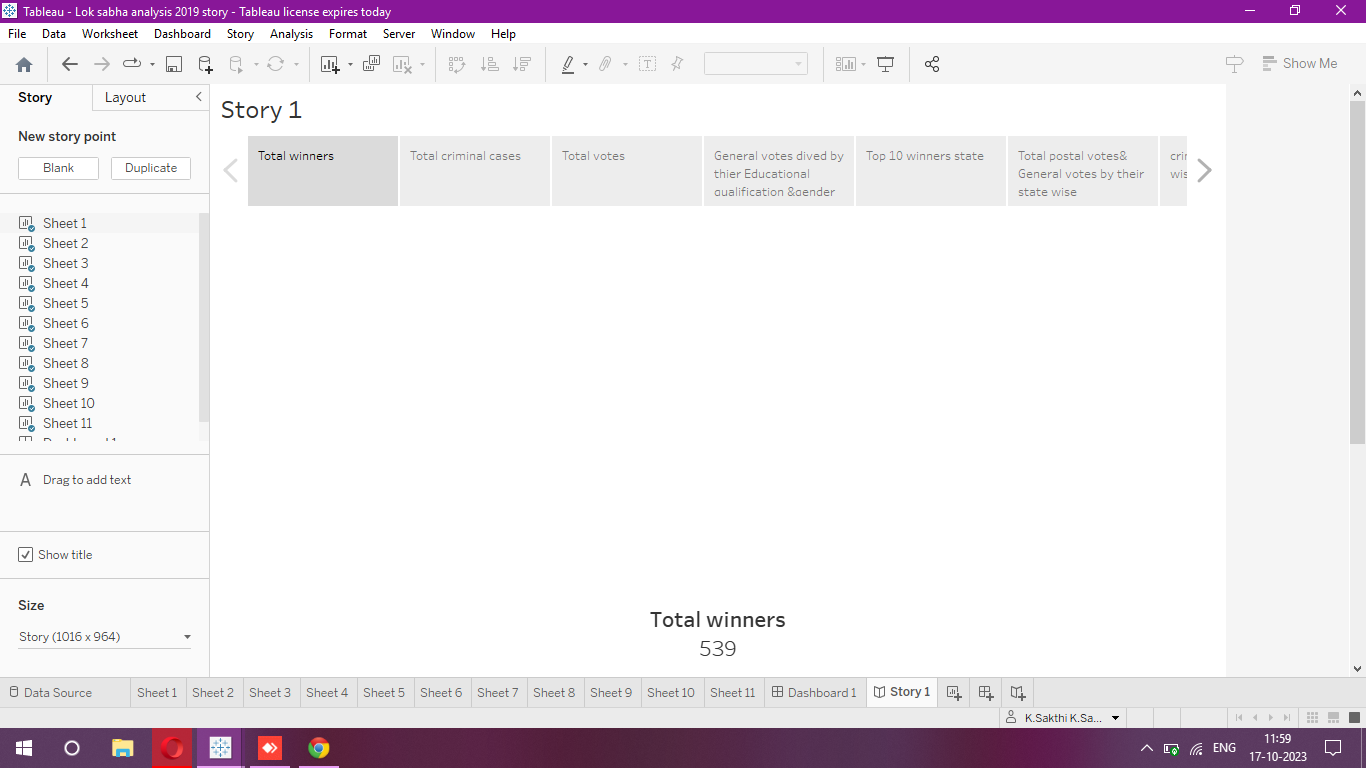 Tableau - Lok sabha analysis 2019 story - Tableau license expires today
File Data Worksheet Dashboard Story Analysis Format Server Window Help
Show Me
Story Layout
New story point
Blank Duplicate
Sheet 1
Sheet 2
Sheet 3
Sheet 4
Sheet 5
Sheet 6
Sheet 7
Sheet 8
Sheet 9
Sheet 10
Sheet 11
A Drag to add text
Show title
Size
Story (1016 x 964)
Story 1
Total winners
Total criminal cases
Total votes
General votes dived by
thier Educational
qualification &gender
Top 10 winners state
Total postal votes&
General votes by their
state wise
Total winners
539
Data Source Sheet 1 Sheet 2 Sheet 3 Sheet 4 Sheet 5 Sheet 6 Sheet 7 Sheet 8 Sheet 9 Sheet 10 Sheet 11 Dashboard 1 Story 1
K.Sakthi K.Sa...
ENG
11:59
17-10-2023